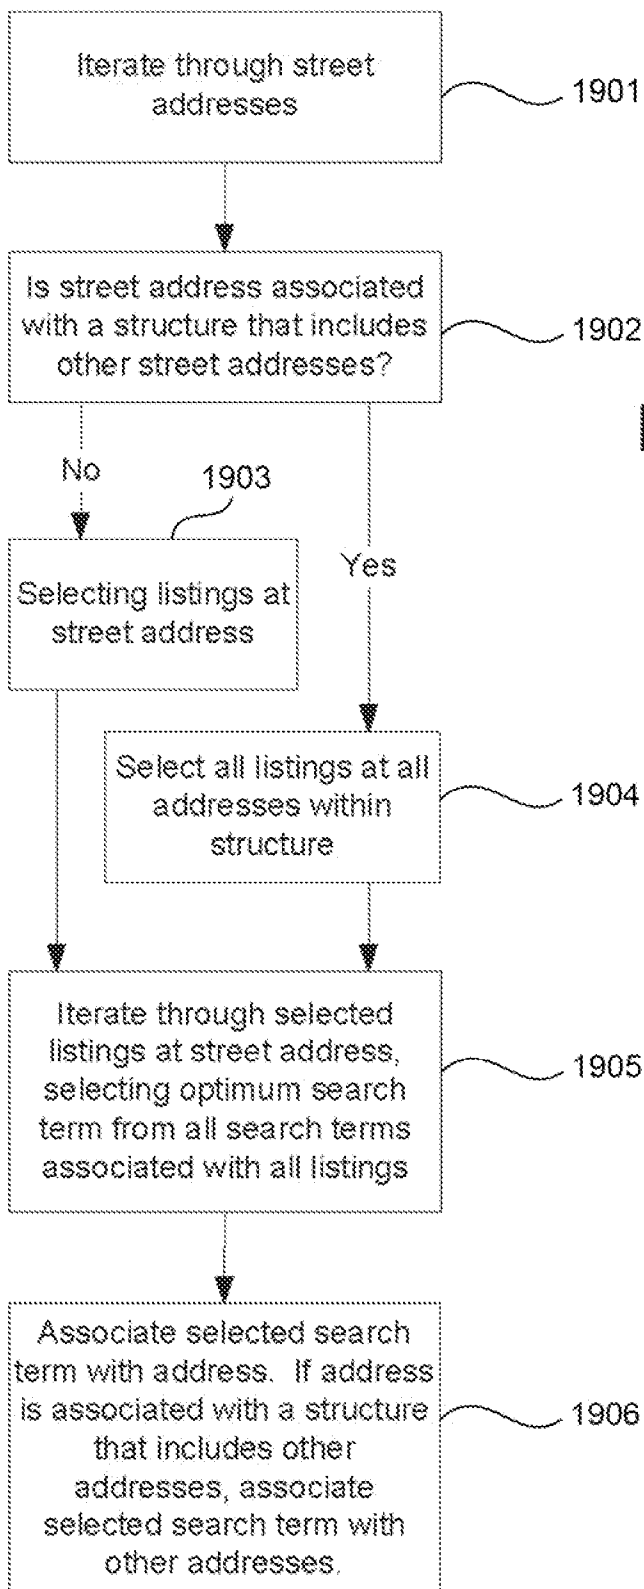 Iterate through street
addresses
1901
Is street address associated
with a structure that includes
other street addresses?
1902
No
1903
Yes
Selecting listings at
street address
Select all listings at all
addresses within
structure
1904
Iterate through selected
listings at street address,
selecting optimum search
term from all search terms
associated with all listings
1905
Associate selected search
term with address. If address
is associated with a structure
that includes other
addresses, associate
selected search term with
other addresses.
1906